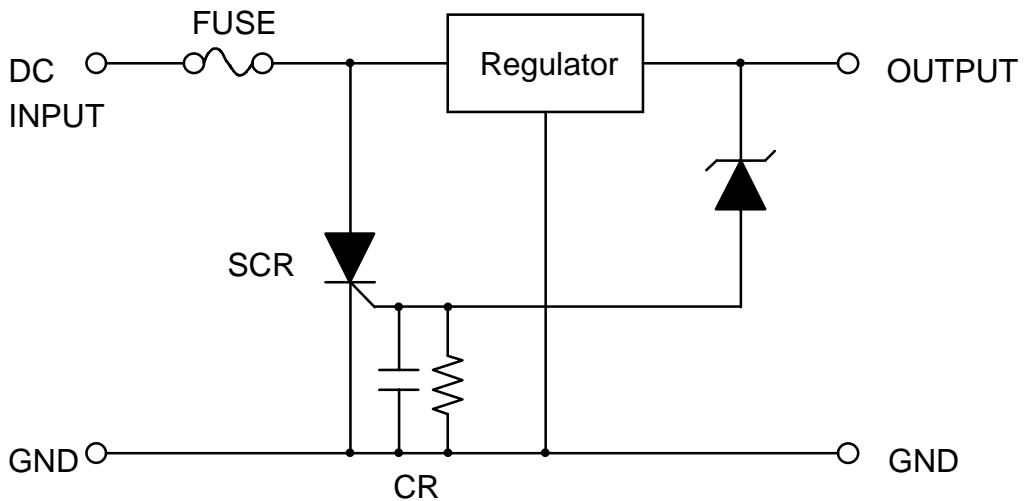 FUSE
DC
INPUT
Regulator
OUTPUT
SCR
GND
CR
GND